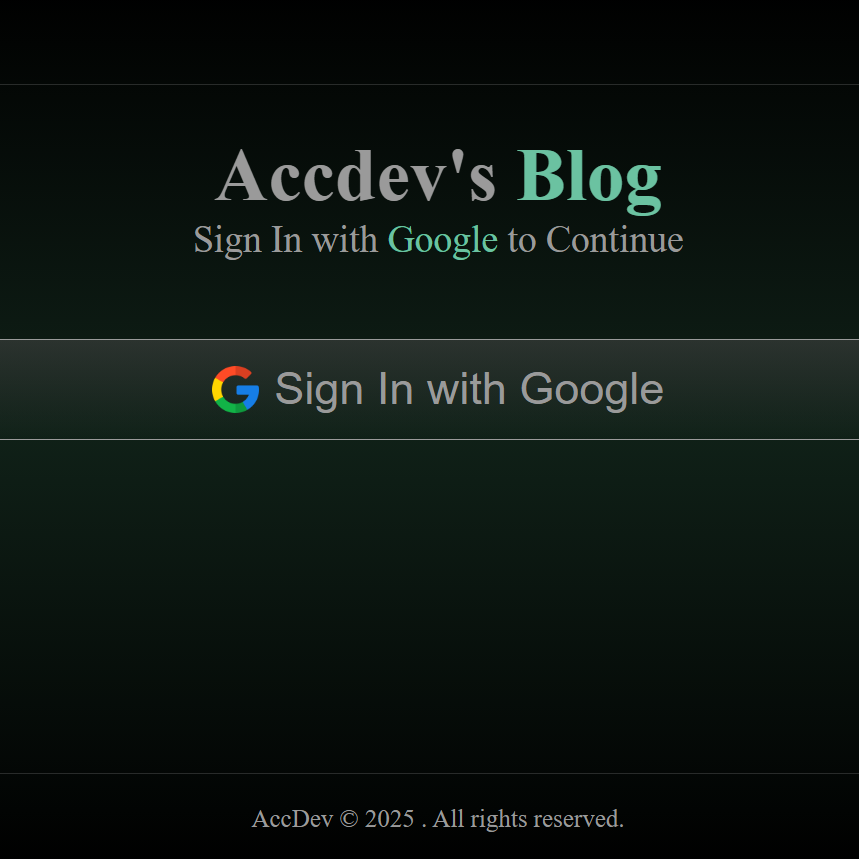 Accdev's Blog
Sign In with Google to Continue
Sign In with Google
AccDev © 2025 . All rights reserved.